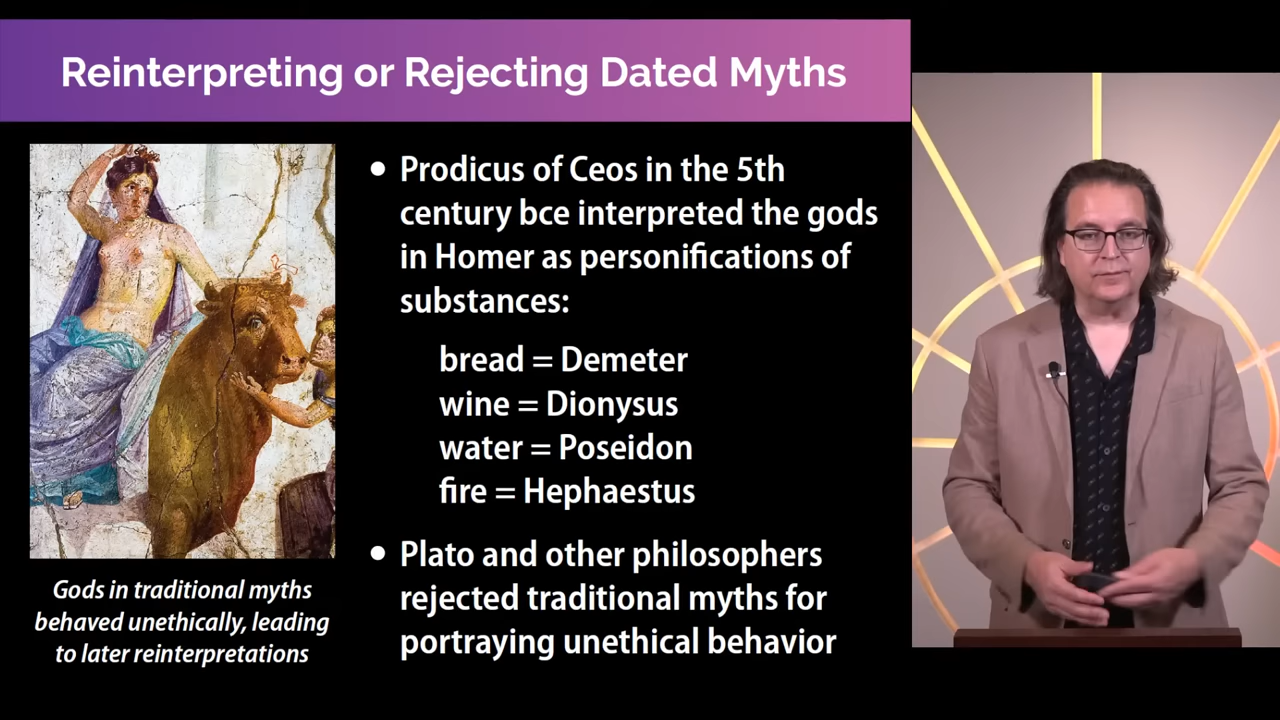 Reinterpreting or Rejecting Dated Myths
• Prodicus of Ceos in the 5th
century bce interpreted the gods
in Homer as personifications of
substances:
bread = Demeter
wine = Dionysus
water = Poseidon
fire = Hephaestus
• Plato and other philosophers
rejected traditional myths for
portraying unethical behavior
Gods in traditional myths
behaved unethically, leading
to later reinterpretations